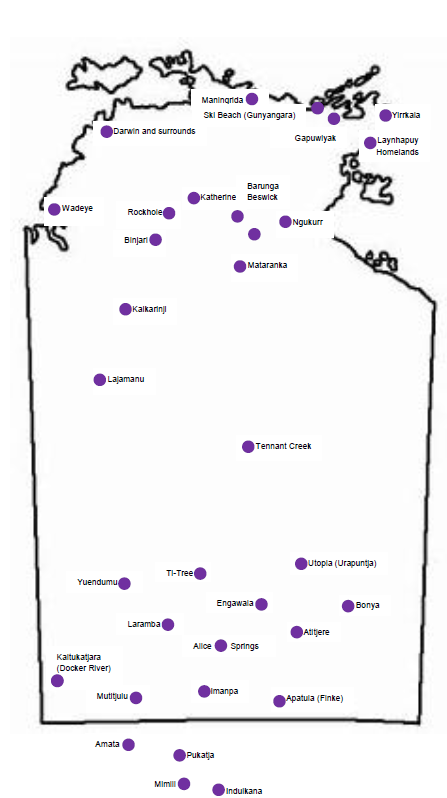 Maningrida
Ski Beach (Gunyangara)
Yirrkala
Gapuwiyak
Darwin and surrounds
Laynhapuy
Homelands
Barunga
Beswick
Katherine
Wadeye
Rockhole
Ngukurr
Binjari
Mataranka
Kalkarinji
Lajamanu
Tennant Creek
Utopia (Urapuntja)
Ti-Tree
Yuendumu
Engawala
Bonya
Laramba
Atitjere
Alice Springs
Kaltukatjara
(Docker River)
Mutitjulu
Imanpa
Apatula (Finke)
Amata
Pukatja
Mimili
Indulkana